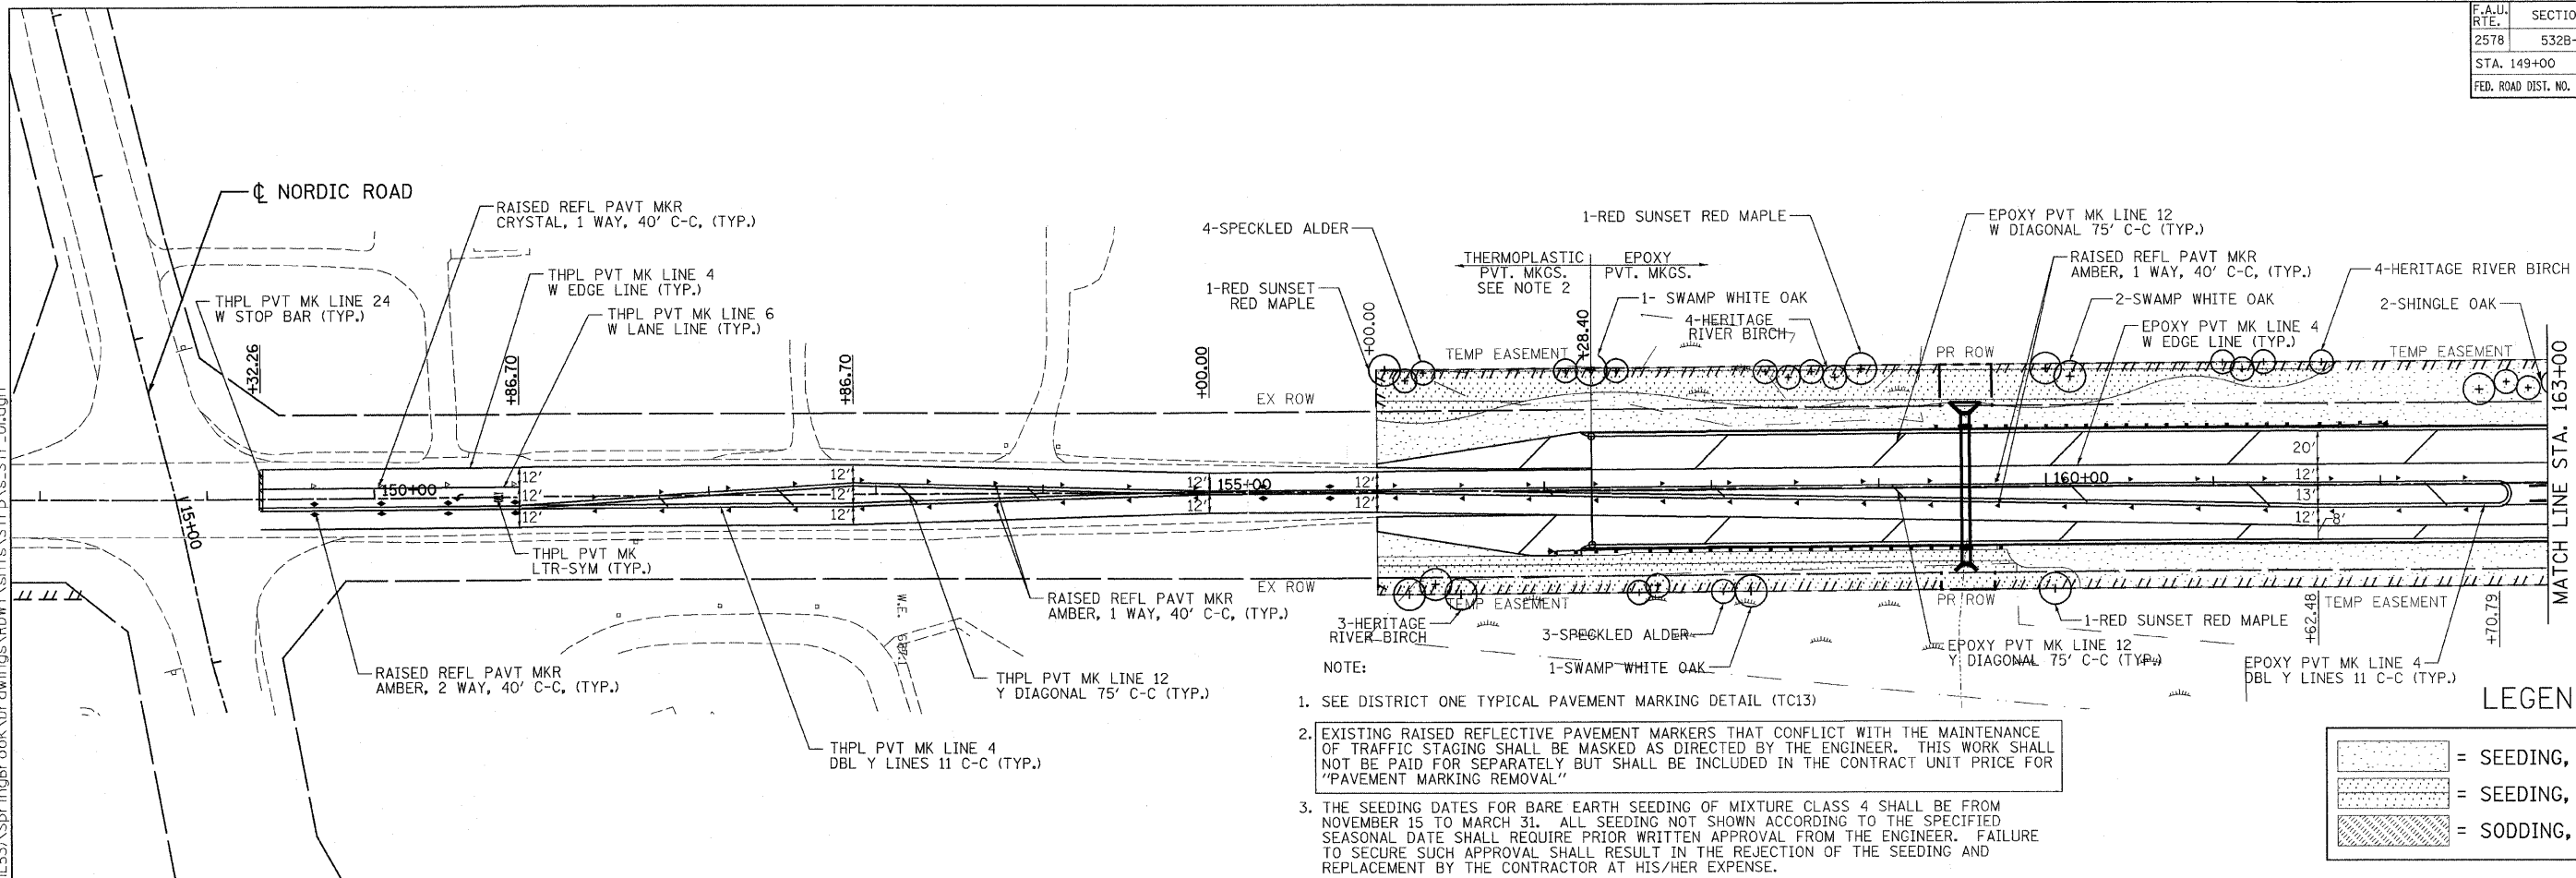 F.A.U.
RTE.
SECTIO
2578
532B-
STA. 149+00
FED. ROAD DIST. NO.
℄ NORDIC ROAD
RAISED REFL PAVT MKR
CRYSTAL, 1 WAY, 40' C-C, (TYP.)
THPL PVT MK LINE 4
W EDGE LINE (TYP.)
THPL PVT MK LINE 24
W STOP BAR (TYP.)
THPL PVT MK LINE 6
W LANE LINE (TYP.)
4-SPECKLED ALDER
1-RED SUNSET
RED MAPLE
THERMOPLASTIC
PVT. MKGS.
SEE NOTE 2
EPOXY
PVT. MKGS.
1-RED SUNSET RED MAPLE
1- SWAMP WHITE OAK
4-HERITAGE
RIVER BIRCH
EPOXY PVT MK LINE 12
W DIAGONAL 75' C-C (TYP.)
RAISED REFL PAVT MKR
AMBER, 1 WAY, 40' C-C, (TYP.)
2-SWAMP WHITE OAK
EPOXY PVT MK LINE 4
W EDGE LINE (TYP.)
4-HERITAGE RIVER BIRCH
2-SHINGLE OAK
+32.26
+86.70
+86.70
+00.00
+00.00
+28.40
TEMP EASEMENT
PR ROW
TEMP EASEMENT
EX ROW
MATCH LINE STA. 163+00
15+00
150+00
155+00
160+00
12'
12'
12'
12'
12'
12'
12'
12'
12'
12'
20'
12'
13'
12'
8'
THPL PVT MK
LTR-SYM (TYP.)
RAISED REFL PAVT MKR
AMBER, 2 WAY, 40' C-C, (TYP.)
THPL PVT MK LINE 4
DBL Y LINES 11 C-C (TYP.)
W.E.
THPL PVT MK LINE 12
Y DIAGONAL 75' C-C (TYP.)
RAISED REFL PAVT MKR
AMBER, 1 WAY, 40' C-C, (TYP.)
EX ROW
TEMP EASEMENT
3-HERITAGE
RIVER BIRCH
3-SPECKLED ALDER
1-SWAMP WHITE OAK
PR ROW
1-RED SUNSET RED MAPLE
EPOXY PVT MK LINE 12
Y DIAGONAL 75' C-C (TYP.)
+62.48
TEMP EASEMENT
+70.79
EPOXY PVT MK LINE 4
DBL Y LINES 11 C-C (TYP.)
NOTE:
1. SEE DISTRICT ONE TYPICAL PAVEMENT MARKING DETAIL (TC13)
2. EXISTING RAISED REFLECTIVE PAVEMENT MARKERS THAT CONFLICT WITH THE MAINTENANCE
OF TRAFFIC STAGING SHALL BE MASKED AS DIRECTED BY THE ENGINEER. THIS WORK SHALL
NOT BE PAID FOR SEPARATELY BUT SHALL BE INCLUDED IN THE CONTRACT UNIT PRICE FOR
"PAVEMENT MARKING REMOVAL"
3. THE SEEDING DATES FOR BARE EARTH SEEDING OF MIXTURE CLASS 4 SHALL BE FROM
NOVEMBER 15 TO MARCH 31. ALL SEEDING NOT SHOWN ACCORDING TO THE SPECIFIED
SEASONAL DATE SHALL REQUIRE PRIOR WRITTEN APPROVAL FROM THE ENGINEER. FAILURE
TO SECURE SUCH APPROVAL SHALL RESULT IN THE REJECTION OF THE SEEDING AND
REPLACEMENT BY THE CONTRACTOR AT HIS/HER EXPENSE.
LEGEN
= SEEDING,
= SEEDING,
= SODDING,